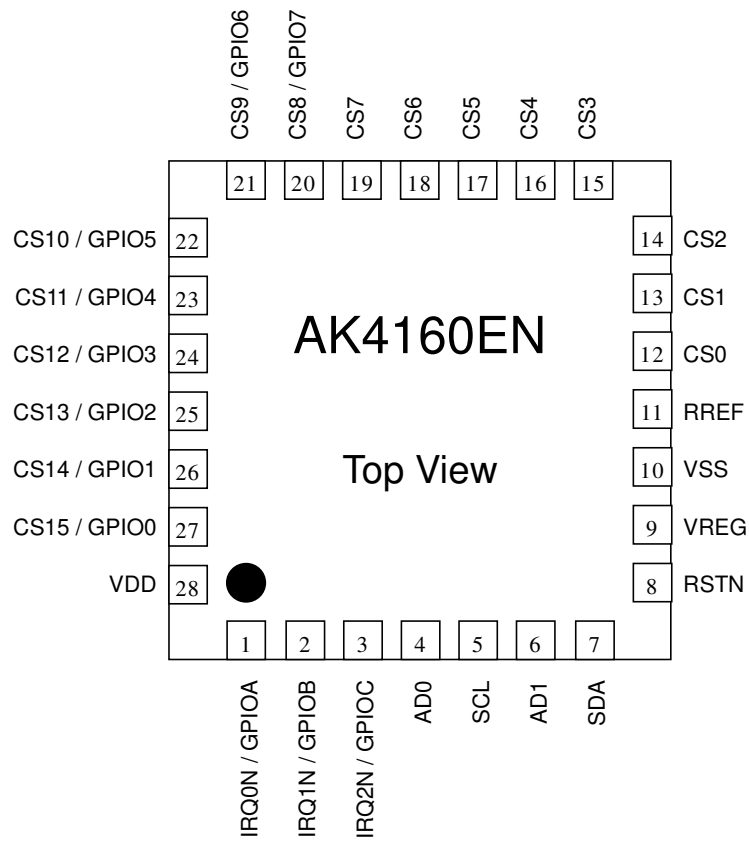 CS9 / GPIO6
CS8 / GPIO7
CS7
CS6
CS5
CS4
CS3
21
20
19
18
17
16
15
CS10 / GPIO5
22
14
CS2
CS11 / GPIO4
23
13
CS1
CS12 / GPIO3
24
AK4160EN
12
CS0
CS13 / GPIO2
25
11
RREF
CS14 / GPIO1
26
Top View
10
VSS
CS15 / GPIO0
27
9
VREG
VDD
28
8
RSTN
1
2
3
4
5
6
7
IRQ0N / GPIOA
IRQ1N / GPIOB
IRQ2N / GPIOC
AD0
SCL
AD1
SDA